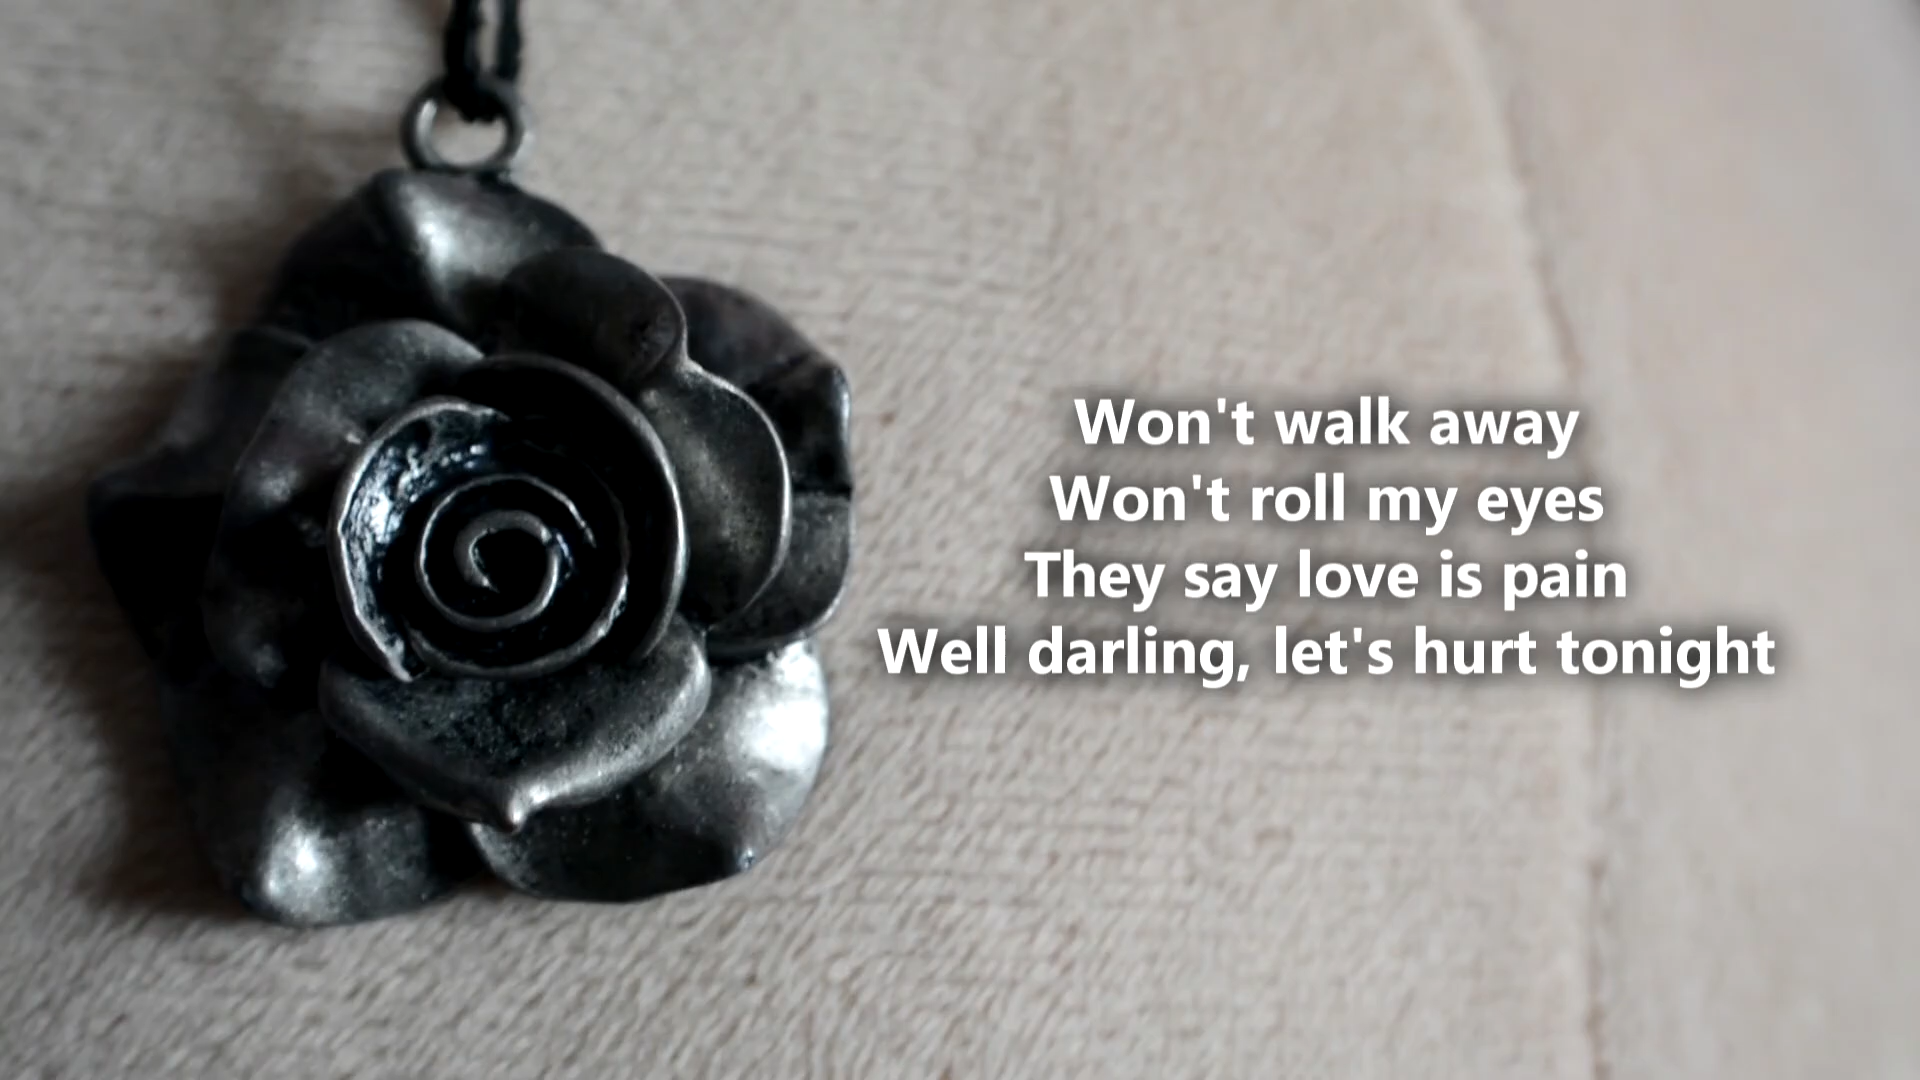 Won't walk away
Won't roll my eyes
They say love is pain
Well darling, let's hurt tonight